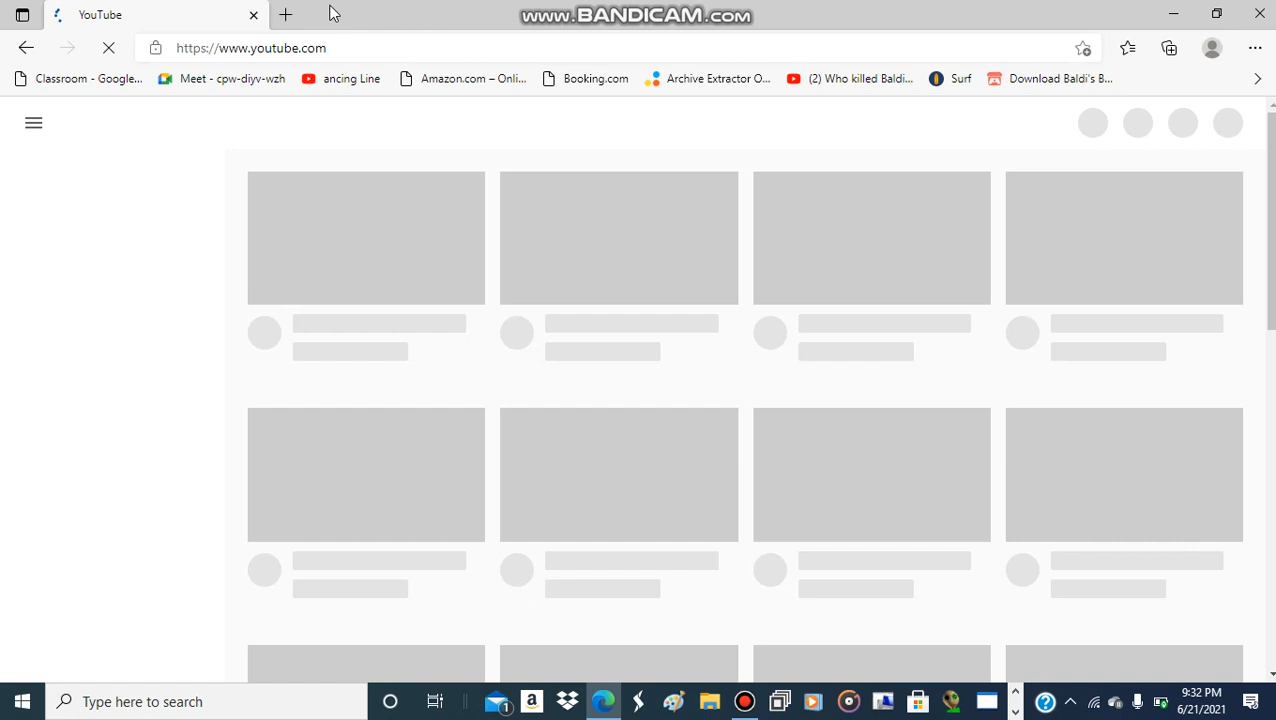 YouTube
www.BANDICAM.com
https://www.youtube.com
Classroom - Google...
Meet - cpw-diyv-wzh
ancing Line
Amazon.com – Onli...
Booking.com
Archive Extractor O...
(2) Who killed Baldi...
Surf
Download Baldi's B...
Type here to search
1
a
9:32 PM
6/21/2021